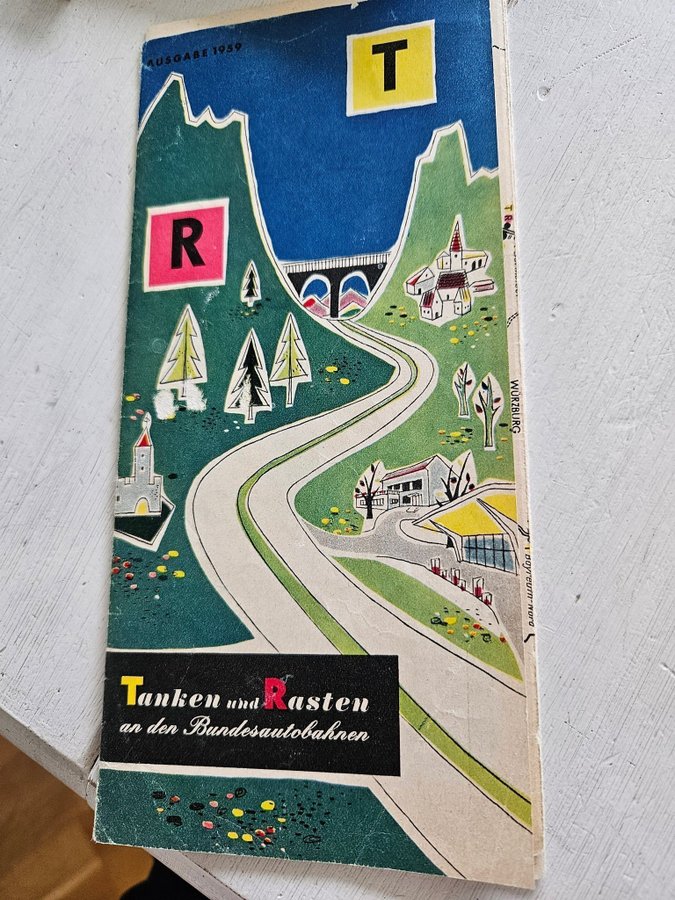 AUSGABE 1959
T
R
Tanken und Rasten
an den Bundesautobahnen
WÜRZBURG